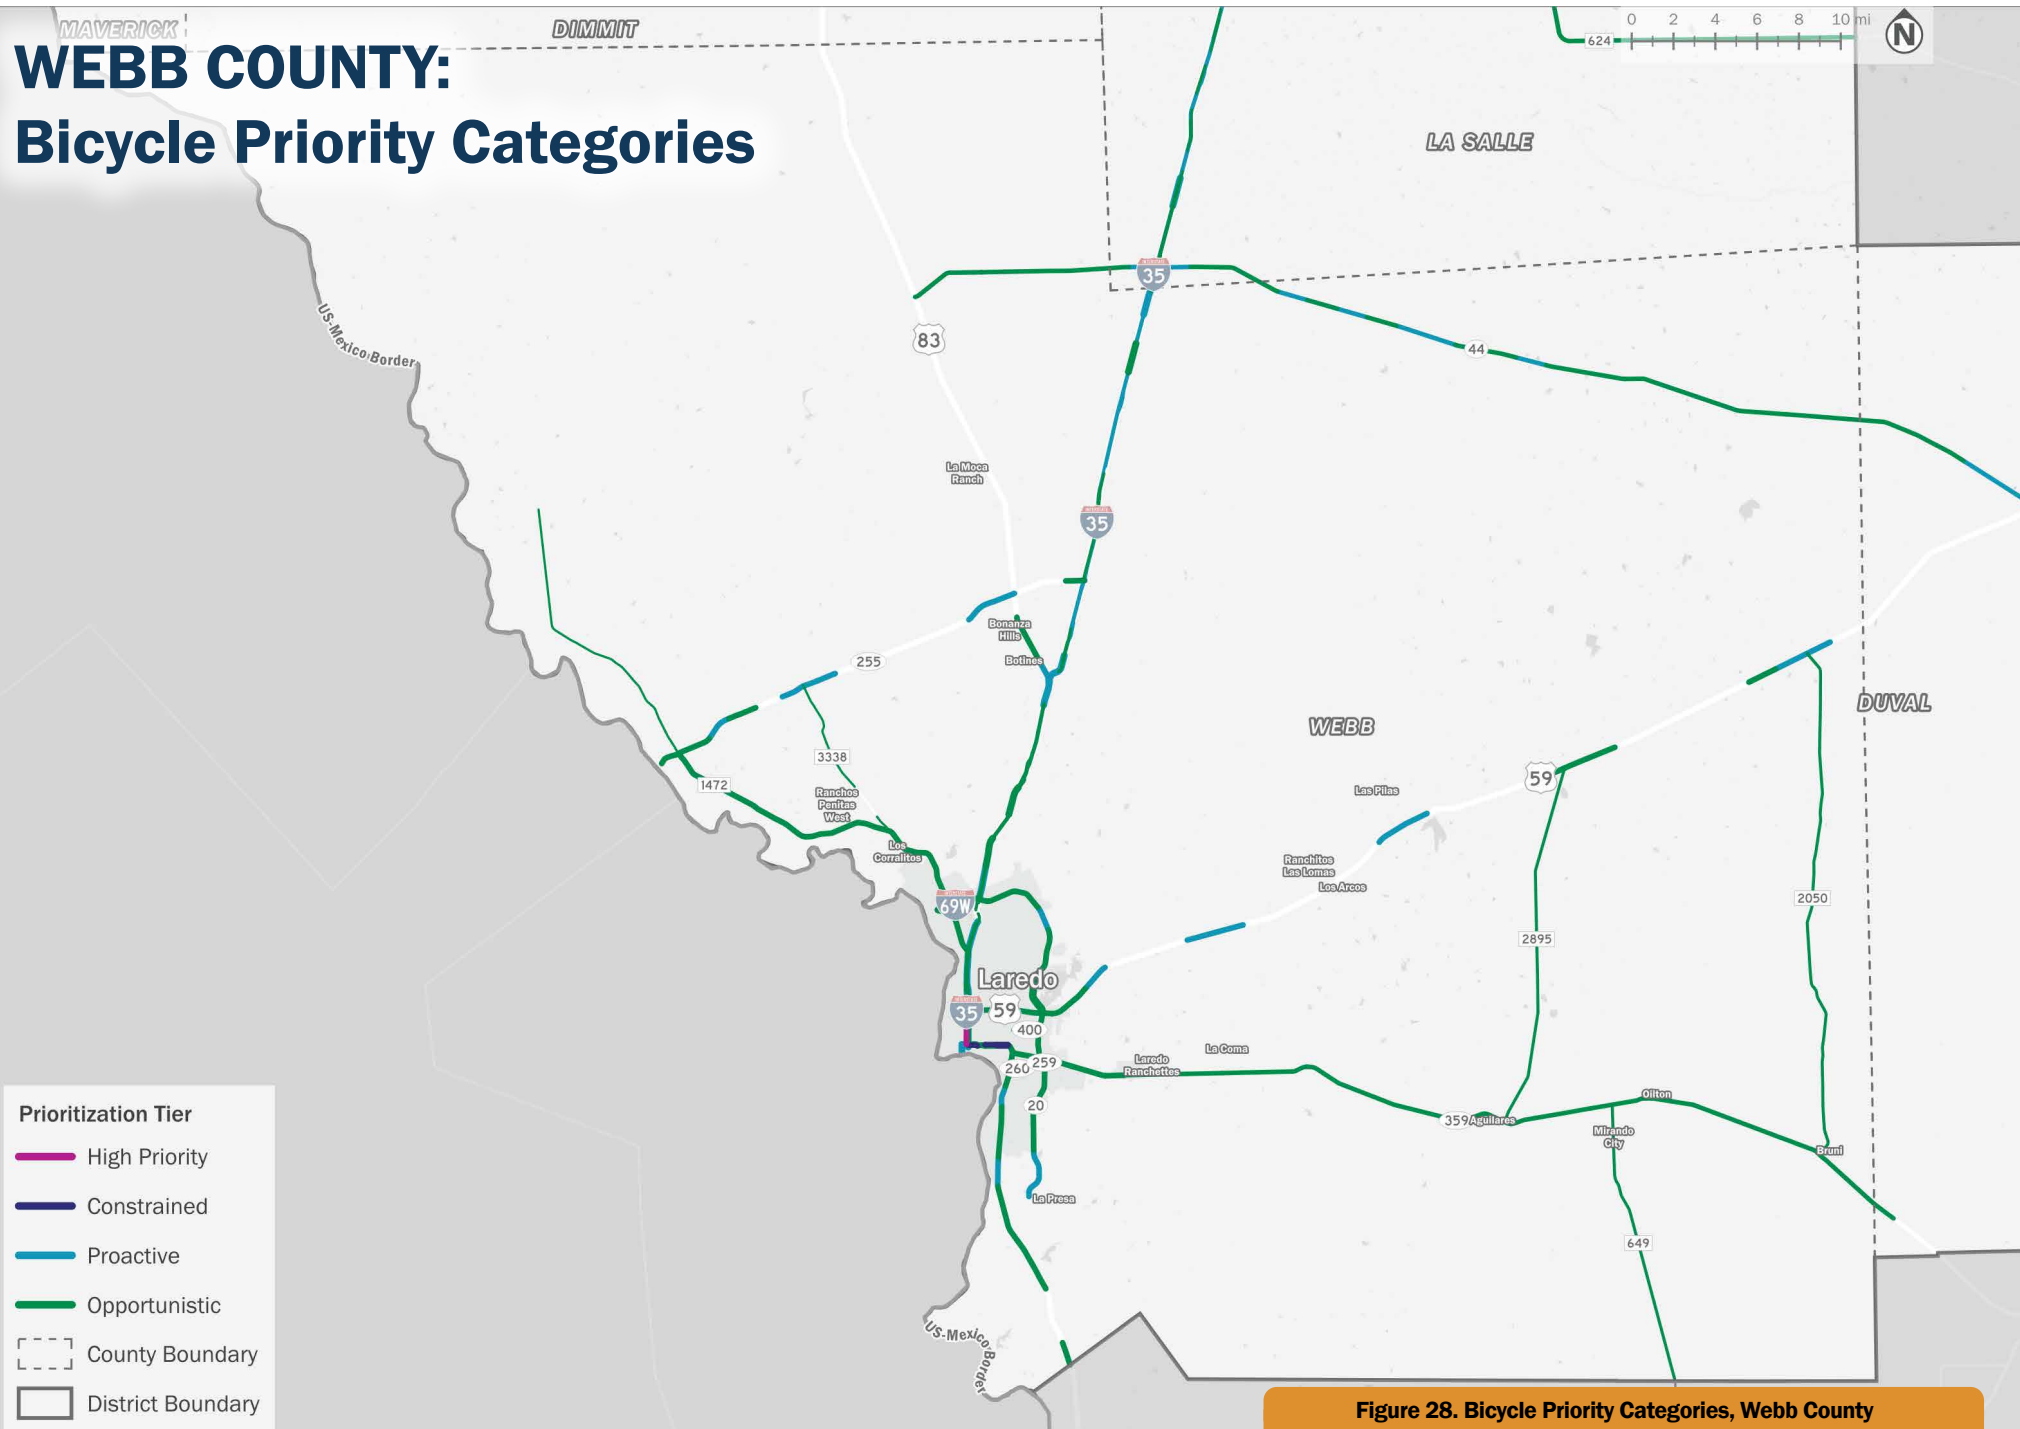 MAVERICK
DIMMIT
WEBB COUNTY:
Bicycle Priority Categories
0 2 4 6 8 10 mi
N
624
LA SALLE
35
US-Mexico Border
83
44
La Moca
Ranch
35
Bonanza
Hills
Botines
255
WEBB
DUVAL
3338
1472
Ranchos
Penitas
West
Las Pilas
59
Los
Corralitos
Ranchitos
Las Lomas
Los Arcos
69W
2050
2895
Laredo
35
59
400
260
259
Laredo
Ranchettes
La Coma
20
359
Aguilares
Oilton
Mirando
City
Bruni
La Presa
649
US-Mexico Border
Prioritization Tier
High Priority
Constrained
Proactive
Opportunistic
County Boundary
District Boundary
Figure 28. Bicycle Priority Categories, Webb County